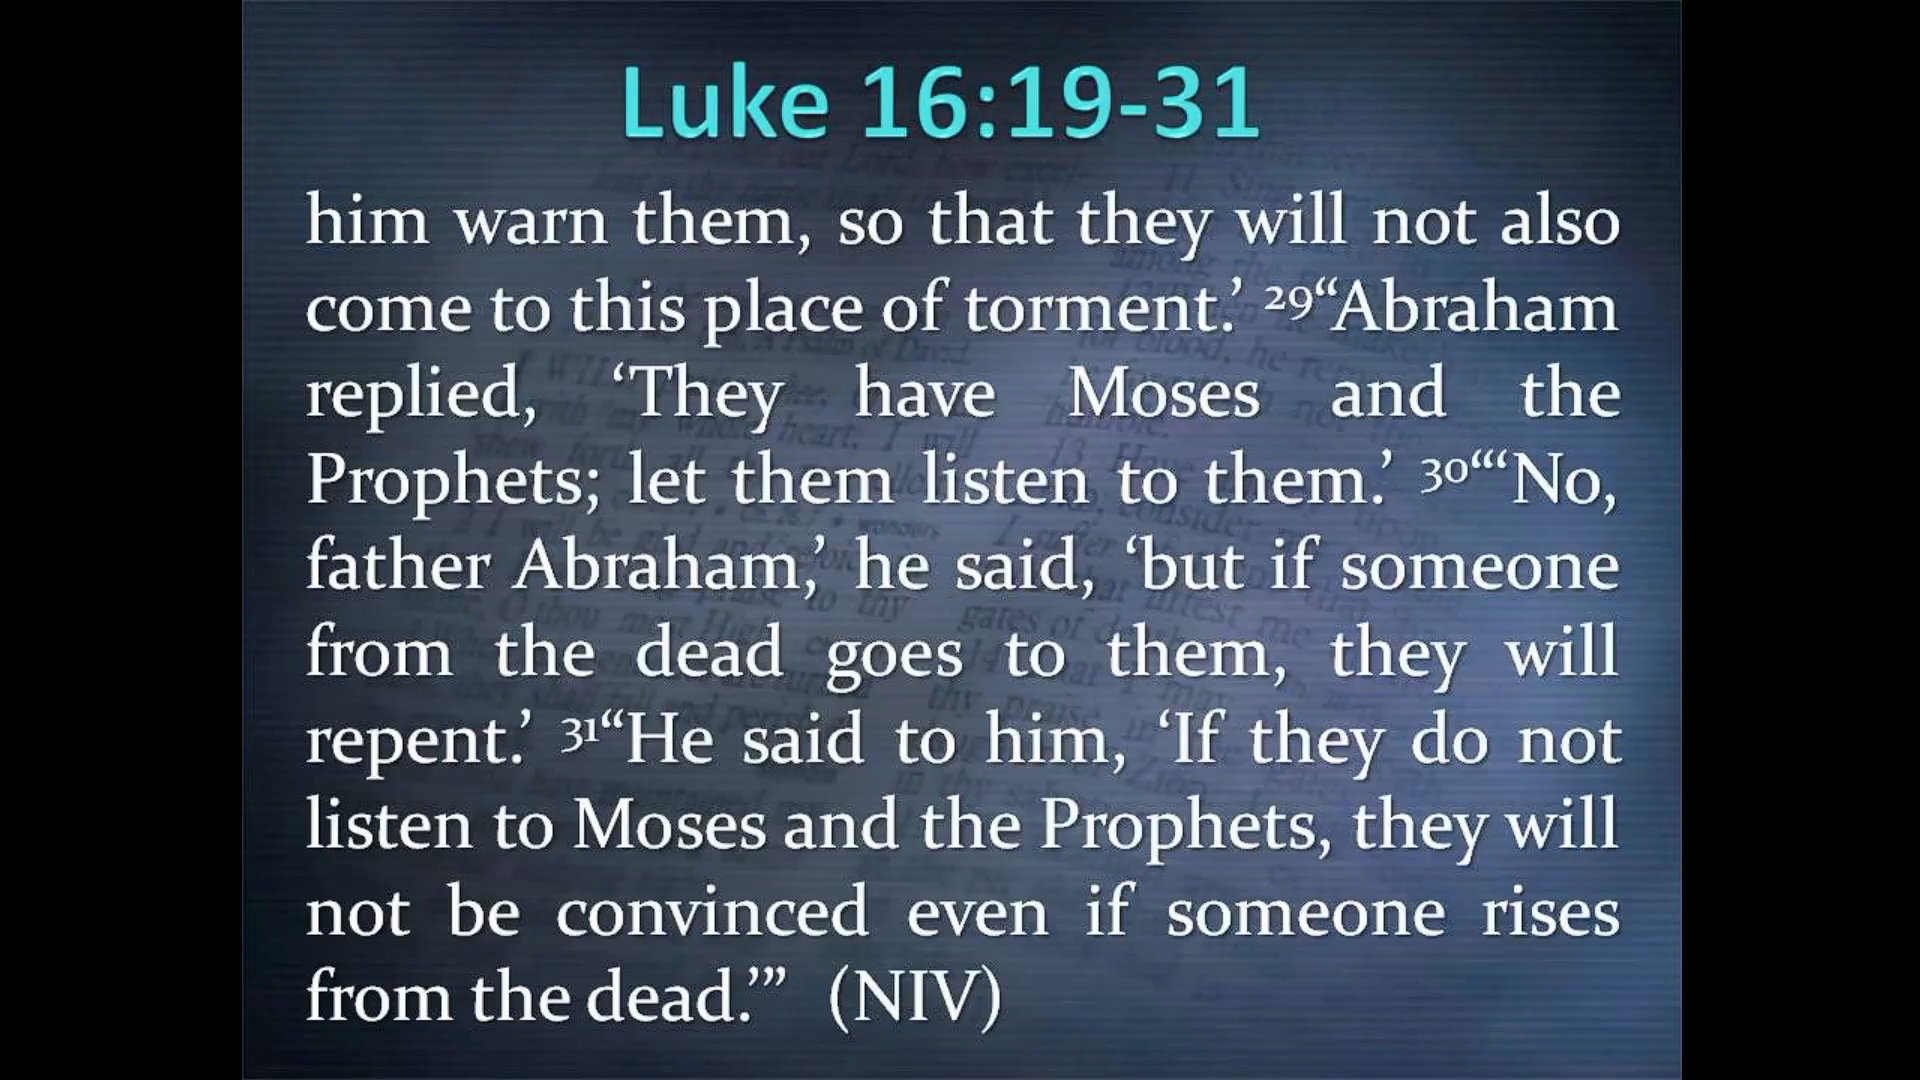 Luke 16:19-31
him warn them, so that they will not also
come to this place of torment.’ 29“Abraham
replied, ‘They have Moses and the
Prophets; let them listen to them.’ 30“‘No,
father Abraham,’ he said, ‘but if someone
from the dead goes to them, they will
repent.’ 31“He said to him, ‘If they do not
listen to Moses and the Prophets, they will
not be convinced even if someone rises
from the dead.’” (NIV)